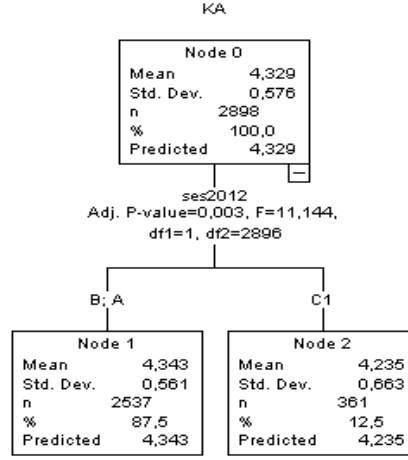 KA
Node 0
Mean 4,329
Std. Dev. 0,576
n 2898
% 100,0
Predicted 4,329
ses2012
Adj. P-value=0,003, F=11,144,
df1=1, df2=2896
B; A
C1
Node 1
Mean 4,343
Std. Dev. 0,561
n 2537
% 87,5
Predicted 4,343
Node 2
Mean 4,235
Std. Dev. 0,663
n 361
% 12,5
Predicted 4,235